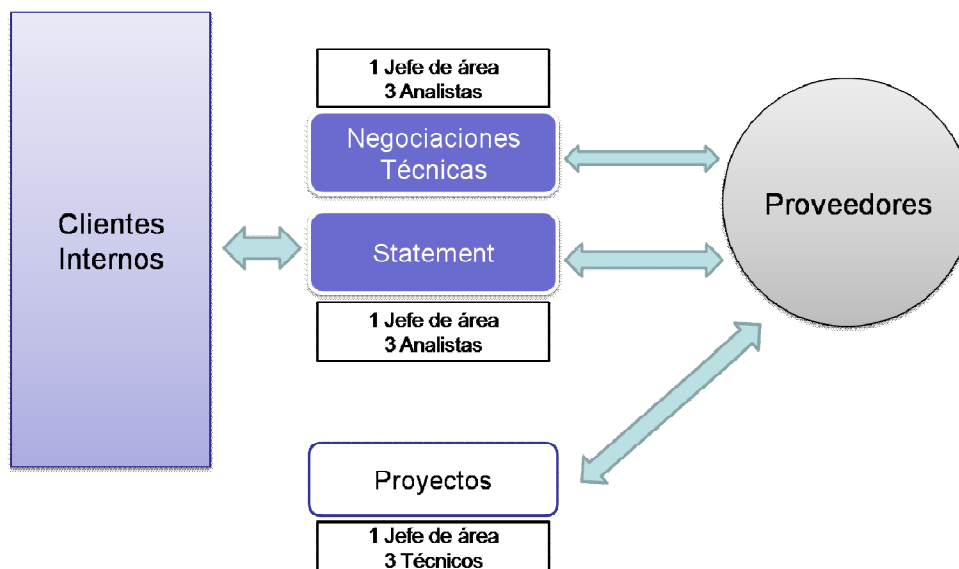 Clientes
Internos
1 Jefe de área
3 Analistas
Negociaciones
Técnicas
Statement
1 Jefe de área
3 Analistas
Proyectos
1 Jefe de área
3 Técnicos
Proveedores